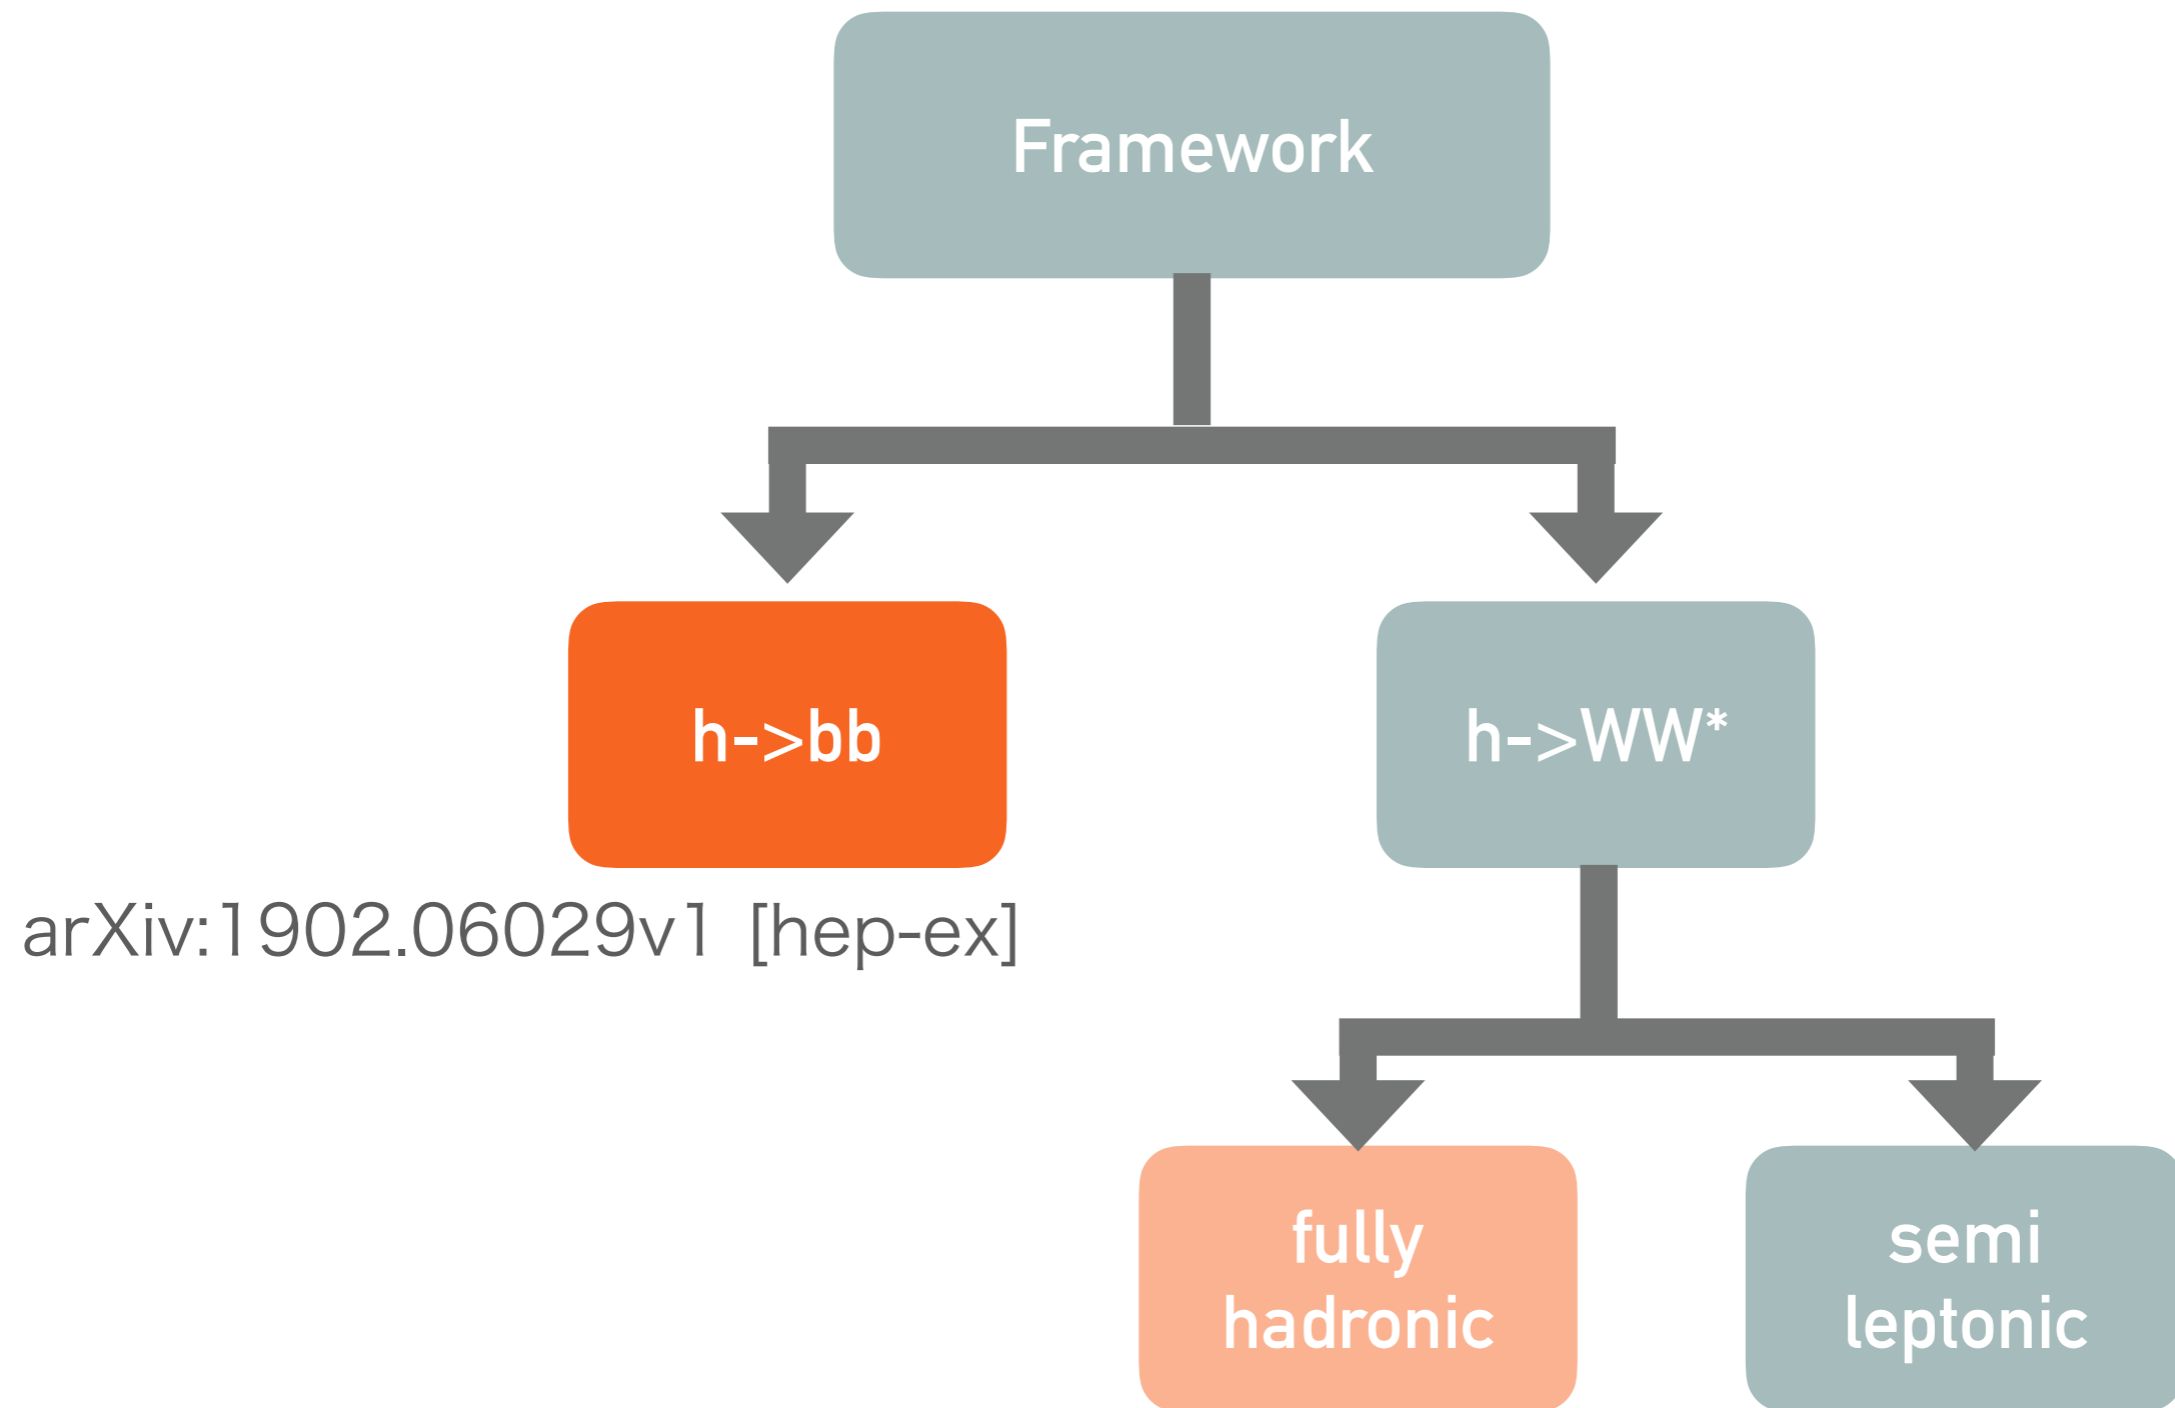 Framework
h->bb
h->WW*
arXiv:1902.06029v1 [hep-ex]
fully
hadronic
semi
leptonic